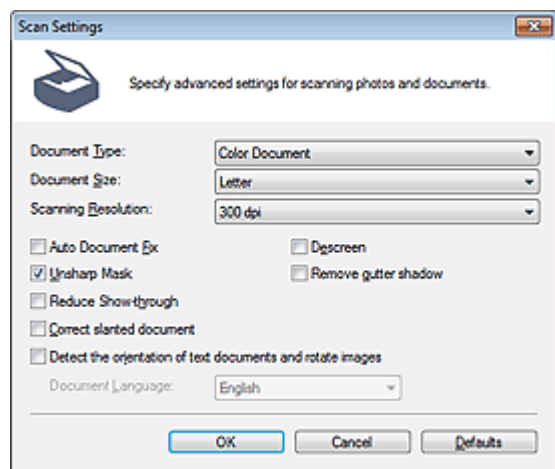 Scan Settings
Specify advanced settings for scanning photos and documents.
Document Type: Color Document
Document Size: Letter
Scanning Resolution: 300 dpi
Auto Document Fix Descreen
Unsharp Mask Remove gutter shadow
Reduce Show-through
Correct slanted document
Detect the orientation of text documents and rotate images
Document Language: English
OK Cancel Defaults